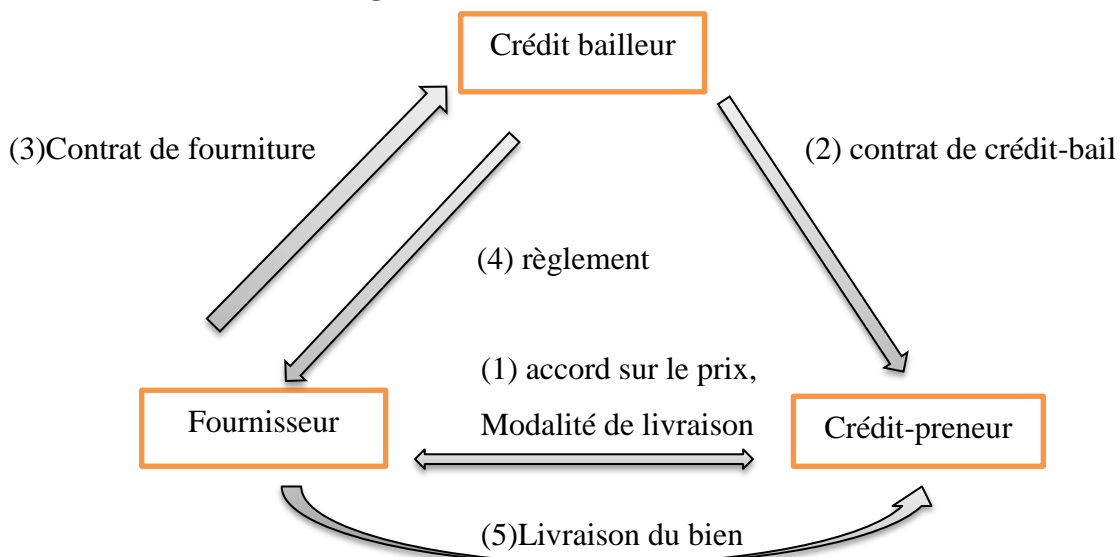 Crédit bailleur
(3)Contrat de fourniture
(2) contrat de crédit-bail
(4) règlement
(1) accord sur le prix,
Modalité de livraison
Fournisseur
Crédit-preneur
(5)Livraison du bien